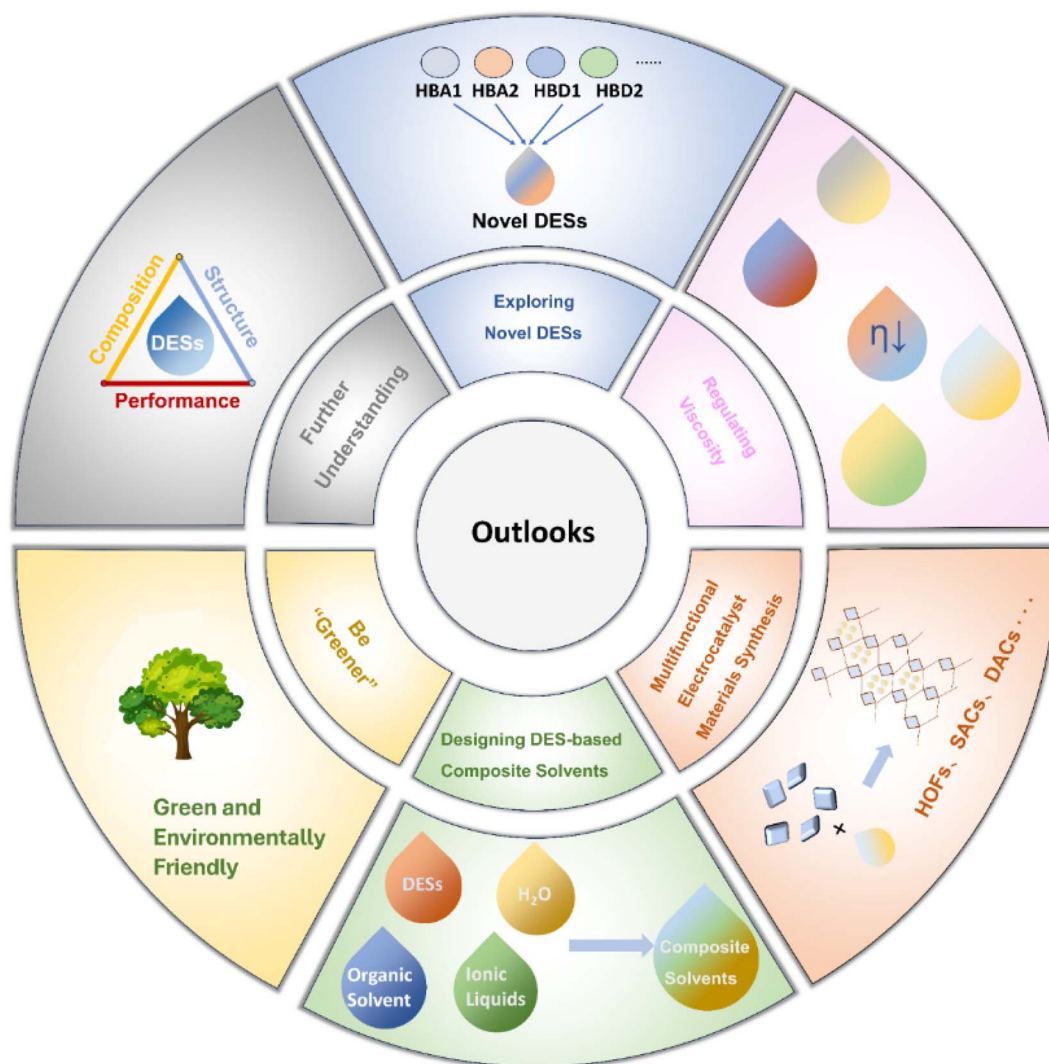 HBA1 HBA2 HBD1 HBD2 ······
Novel DESs
Exploring
Novel DESs
η↓
Regulating
Viscosity
Multifunctional
Electrocatalyst
Materials Synthesis
HOFs、SACs、DACs····
+
Designing DES-based
Composite Solvents
DESs
H₂O
Organic
Solvent
Ionic
Liquids
Composite
Solvents
Be
“Greener”
Green and
Environmentally
Friendly
Further
Understanding
Composition
Structure
DESs
Performance
Outlooks